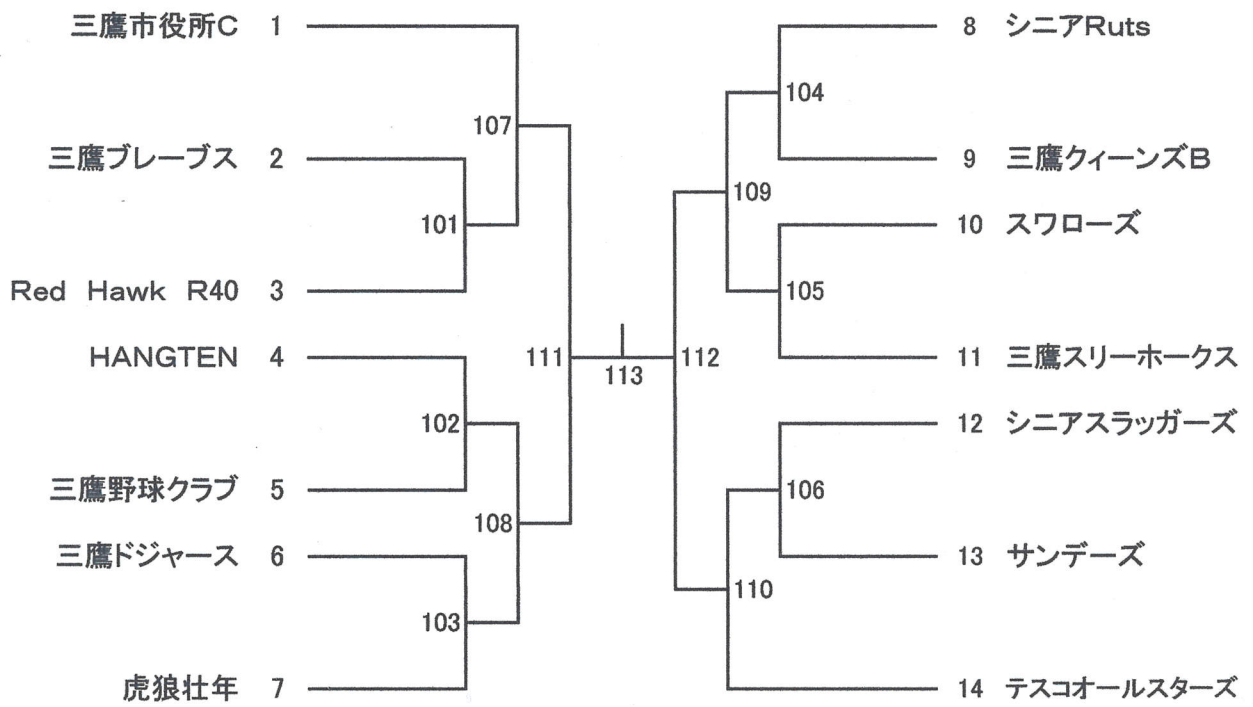 三鷹市役所C 1
107
三鷹ブレーブス 2
101
Red Hawk R40 3
HANGTEN 4
102
三鷹野球クラブ 5
108
三鷹ドジャース 6
103
虎狼壮年 7
111
113
112
8 シニアRuts
104
9 三鷹クィーンズB
109
10 スワローズ
105
11 三鷹スリーホークス
12 シニアスラッガーズ
106
13 サンデーズ
110
14 テスコオールスターズ